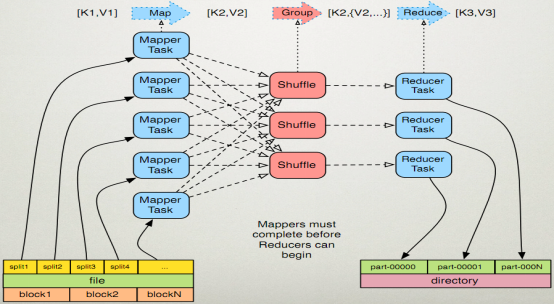 [K1,V1] Map [K2,V2] Group [K2,{V2,...}] Reduce [K3,V3]
Mapper
Task
Mapper
Task
Mapper
Task
Mapper
Task
Mapper
Task
Shuffle
Shuffle
Shuffle
Reducer
Task
Reducer
Task
Reducer
Task
Mappers must
complete before
Reducers can
begin
split1 split2 split3 split4 ...
file
block1 block2 blockN
part-00000 part-00001 part-000N
directory